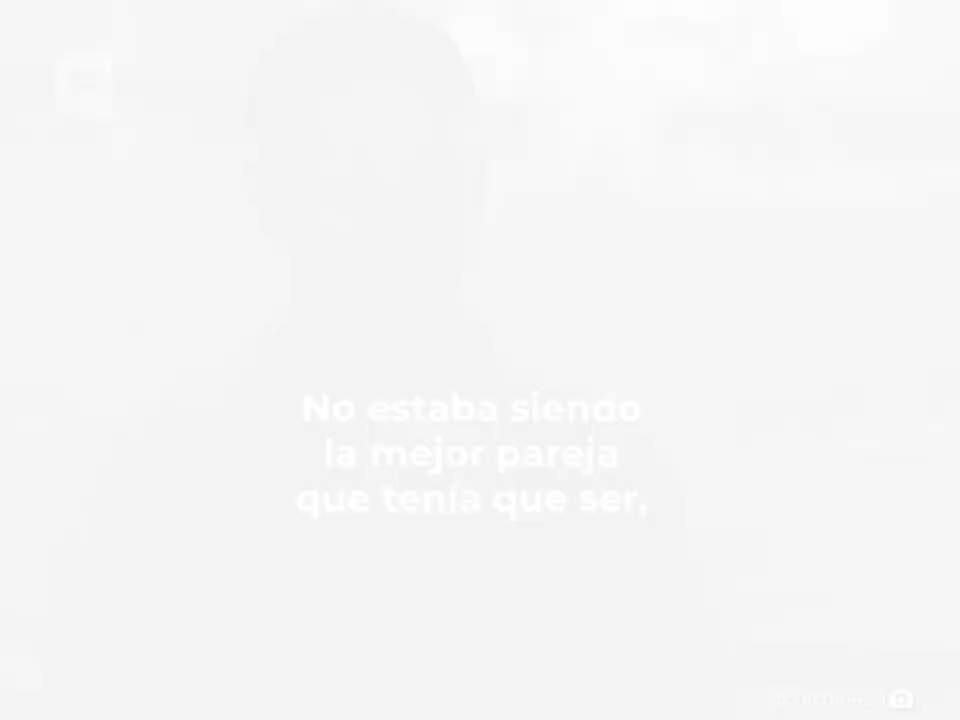 No estaba siendo
la mejor pareja
que tenía que ser,